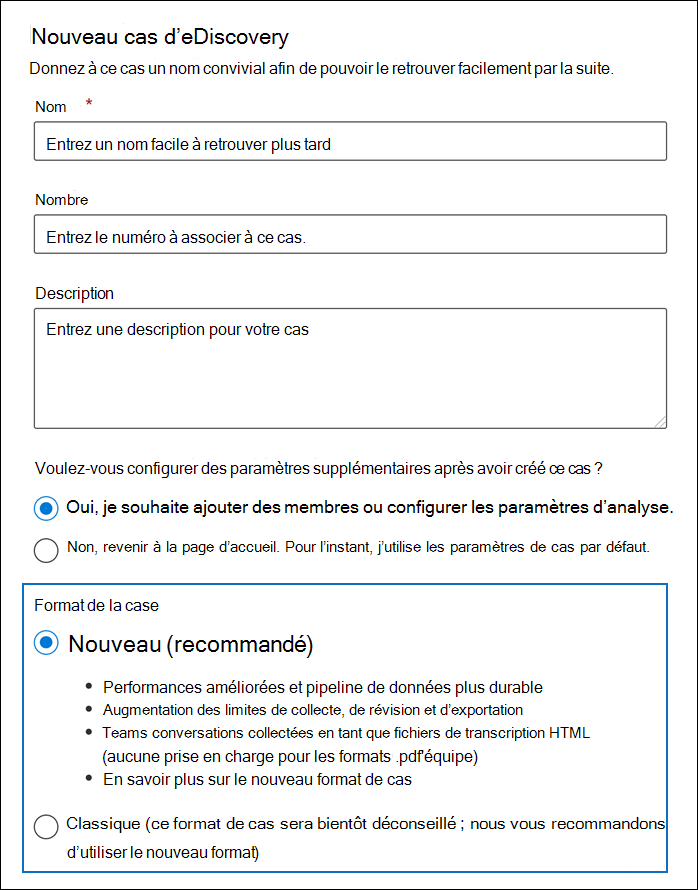 Nouveau cas d’eDiscovery
Donnez à ce cas un nom convivial afin de pouvoir le retrouver facilement par la suite.
Nom *
Entrez un nom facile à retrouver plus tard
Nombre
Entrez le numéro à associer à ce cas.
Description
Entrez une description pour votre cas
Voulez-vous configurer des paramètres supplémentaires après avoir créé ce cas ?
Oui, je souhaite ajouter des membres ou configurer les paramètres d’analyse.
Non, revenir à la page d’accueil. Pour l’instant, j’utilise les paramètres de cas par défaut.
Format de la case
Nouveau (recommandé)
• Performances améliorées et pipeline de données plus durable
• Augmentation des limites de collecte, de révision et d’exportation
• Teams conversations collectées en tant que fichiers de transcription HTML
(aucune prise en charge pour les formats .pdf'équipe)
• En savoir plus sur le nouveau format de cas
Classique (ce format de cas sera bientôt déconseillé ; nous vous recommandons
d’utiliser le nouveau format)